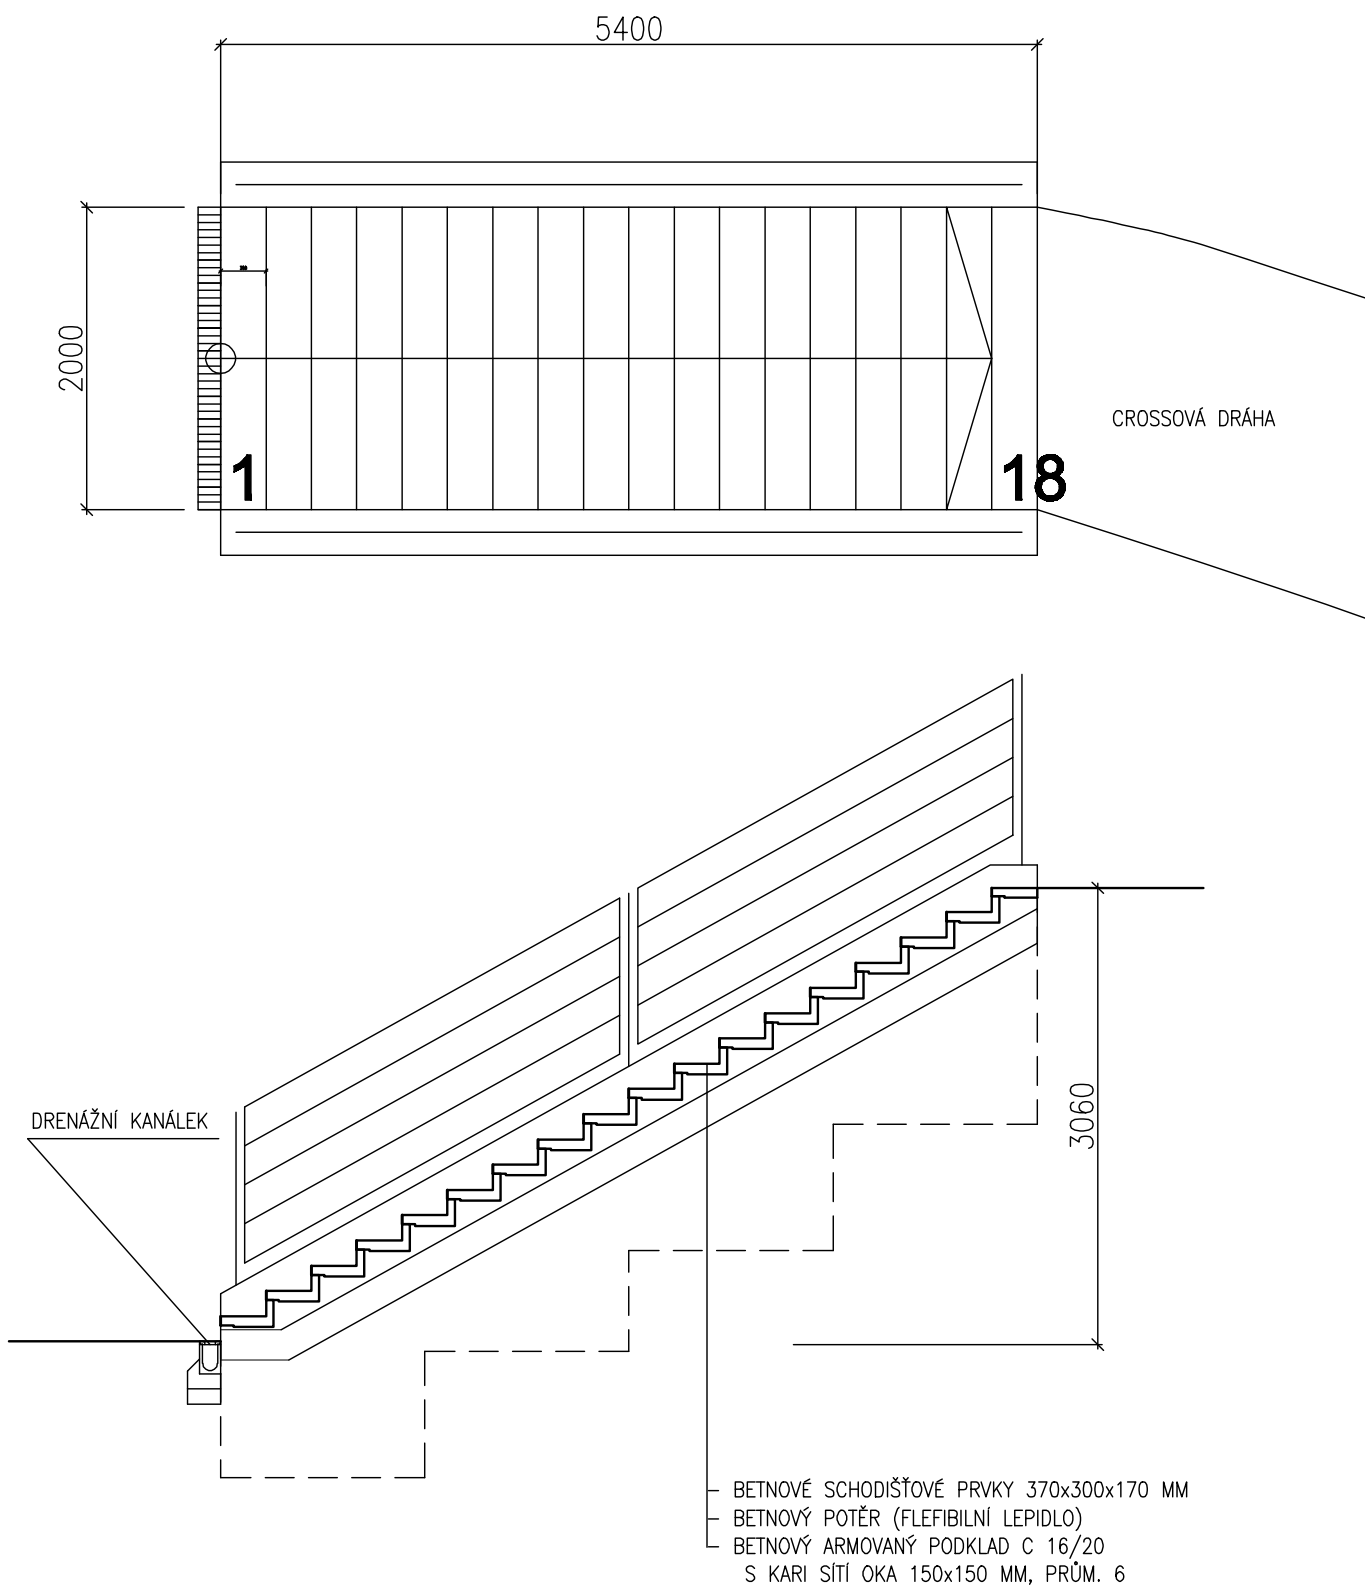 5400
2000
1
18
CROSSOVÁ DRÁHA
DRENÁŽNÍ KANÁLEK
3060
BETNOVÉ SCHODIŠŤOVÉ PRVKY 370x300x170 MM
BETNOVÝ POTĚR (FLEFIBILNÍ LEPIDLO)
BETNOVÝ ARMOVANÝ PODKLAD C 16/20
S KARI SÍTÍ OKA 150x150 MM, PRŮM. 6